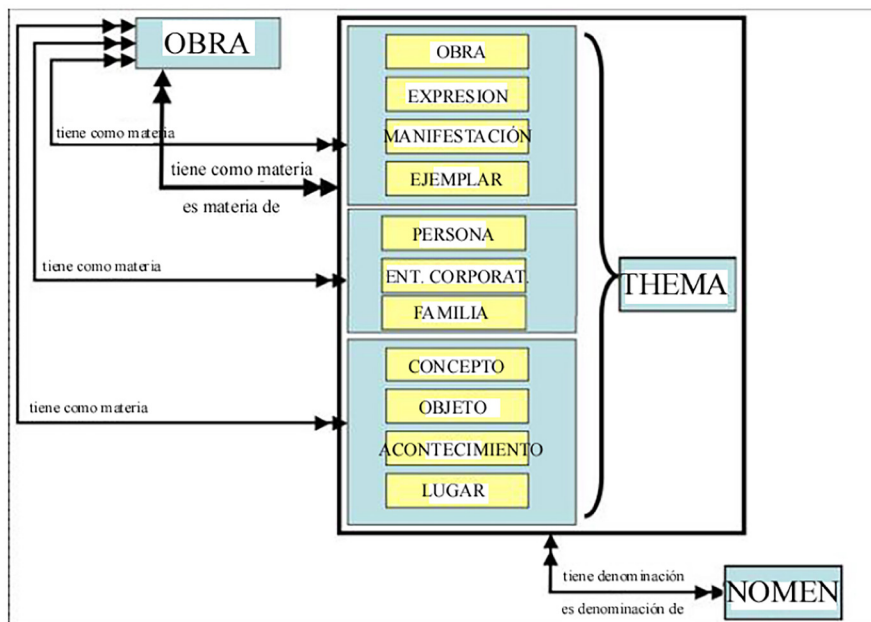 OBRA
OBRA
EXPRESION
MANIFESTACIÓN
EJEMPLAR
tiene como materia
tiene como materia
es materia de
PERSONA
ENT. CORPORAT.
FAMILIA
tiene como materia
THEMA
CONCEPTO
OBJETO
ACONTECIMIENTO
LUGAR
tiene como materia
tiene denominación
es denominación de
NOMEN